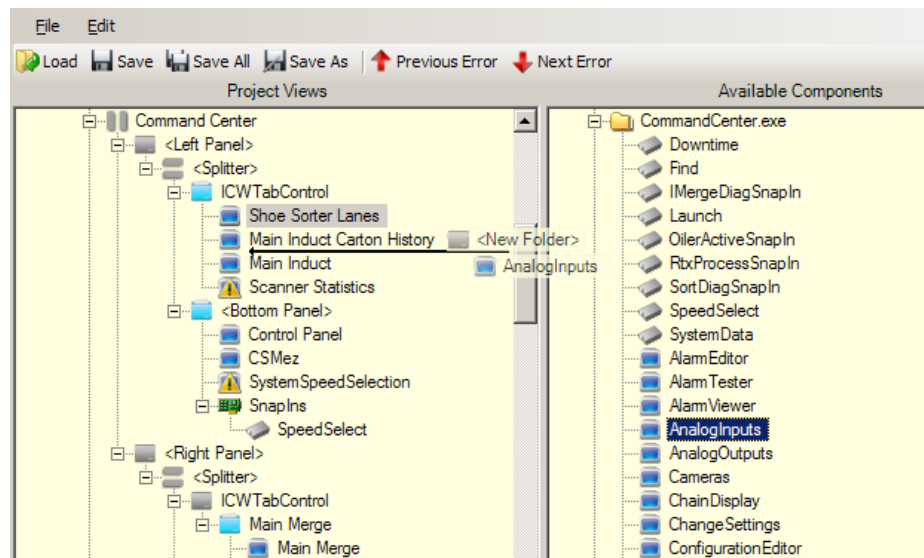 File Edit
Load Save Save All Save As Previous Error Next Error
Project Views
Command Center
<Left Panel>
<Splitter>
ICWTabControl
Shoe Sorter Lanes
Main Induct Carton History
<New Folder>
Main Induct
AnalogInputs
Scanner Statistics
<Bottom Panel>
Control Panel
CSMez
SystemSpeedSelection
SnapIns
SpeedSelect
<Right Panel>
<Splitter>
ICWTabControl
Main Merge
Main Merge
Available Components
CommandCenter.exe
Downtime
Find
IMergeDiagSnapIn
Launch
OilerActiveSnapIn
RtxProcessSnapIn
SortDiagSnapIn
SpeedSelect
SystemData
AlarmEditor
AlarmTester
AlarmViewer
AnalogInputs
AnalogOutputs
Cameras
ChainDisplay
ChangeSettings
ConfigurationEditor